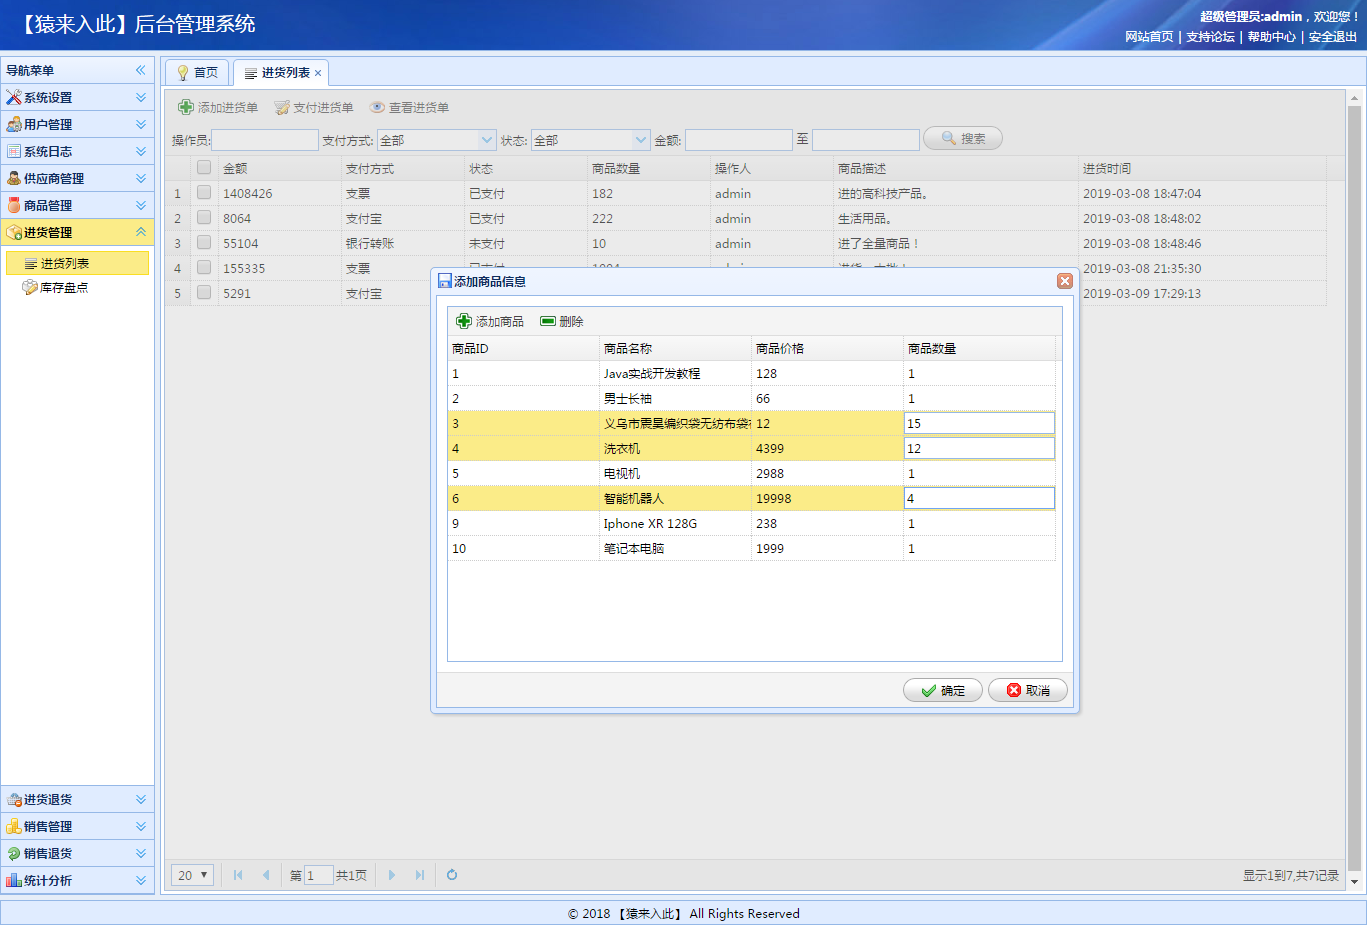 【猿来入此】后台管理系统
超级管理员:admin，欢迎您！
网站首页 | 支持论坛 | 帮助中心 | 安全退出
导航菜单
系统设置
用户管理
系统日志
供应商管理
商品管理
进货管理
进货列表
库存盘点
进货退货
销售管理
销售退货
统计分析
首页
进货列表
添加进货单 支付进货单 查看进货单
操作员: 支付方式: 全部 状态: 全部 金额: 至 搜索
金额 支付方式 状态 商品数量 操作人 商品描述 进货时间
1 1408426 支票 已支付 182 admin 进的高科技产品。 2019-03-08 18:47:04
2 8064 支付宝 已支付 222 admin 生活用品。 2019-03-08 18:48:02
3 55104 银行转账 未支付 10 admin 进了全量商品！ 2019-03-08 18:48:46
4 155335 支票 2019-03-08 21:35:30
5 5291 支付宝 2019-03-09 17:29:13
添加商品信息
添加商品 删除
商品ID 商品名称 商品价格 商品数量
1 Java实战开发教程 128 1
2 男士长袖 66 1
3 义乌市震昊编织袋无纺布袋 12 15
4 洗衣机 4399 12
5 电视机 2988 1
6 智能机器人 19998 4
9 Iphone XR 128G 238 1
10 笔记本电脑 1999 1
确定 取消
20 第 1 共1页 显示1到7,共7记录
© 2018 【猿来入此】 All Rights Reserved